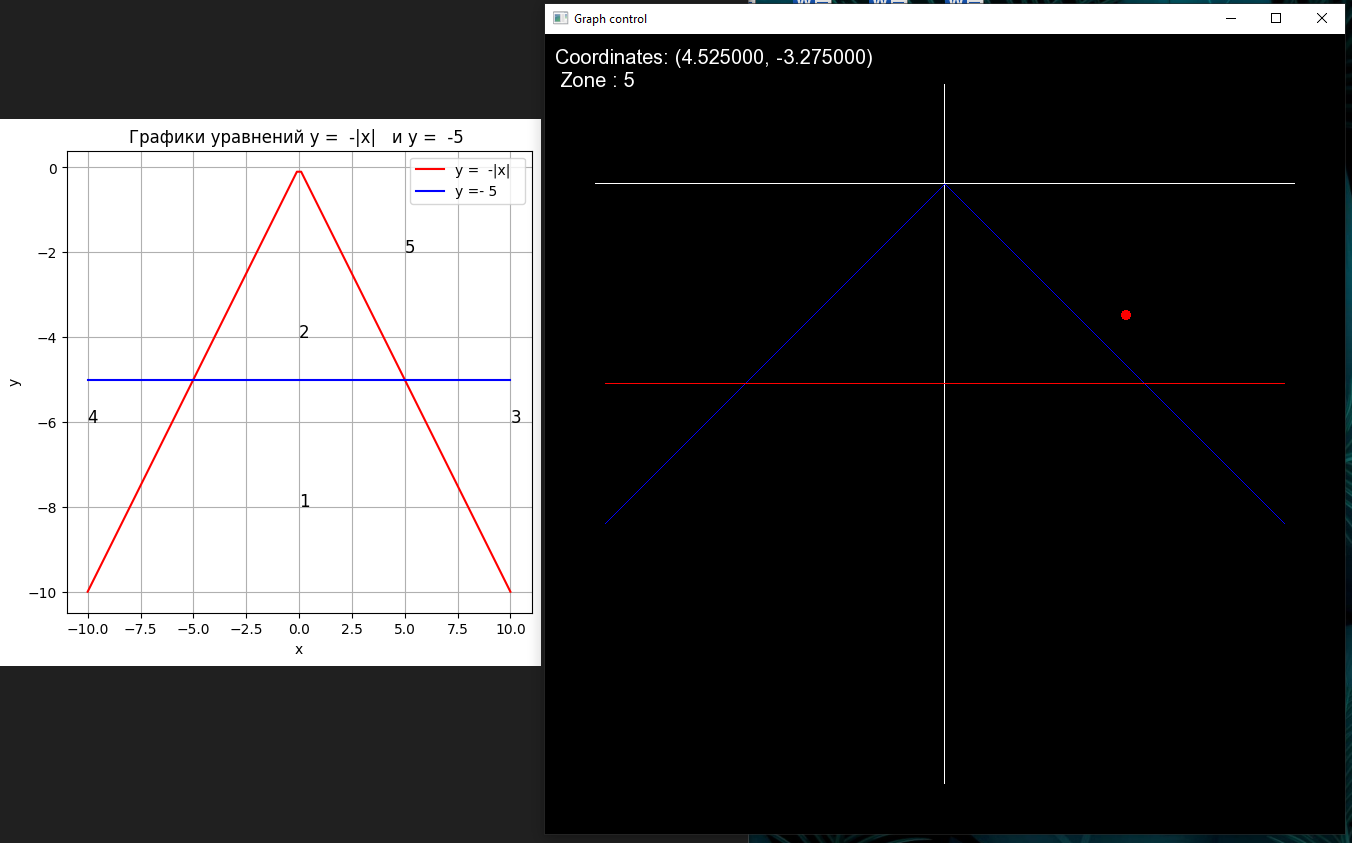 Graph control
Coordinates: (4.525000, -3.275000)
Zone : 5
Графики уравнений y = -|x| и y = -5
y = -|x|
y =- 5
0
−2
−4
−6
−8
−10
5
2
4
3
1
y
−10.0 −7.5 −5.0 −2.5 0.0 2.5 5.0 7.5 10.0
x